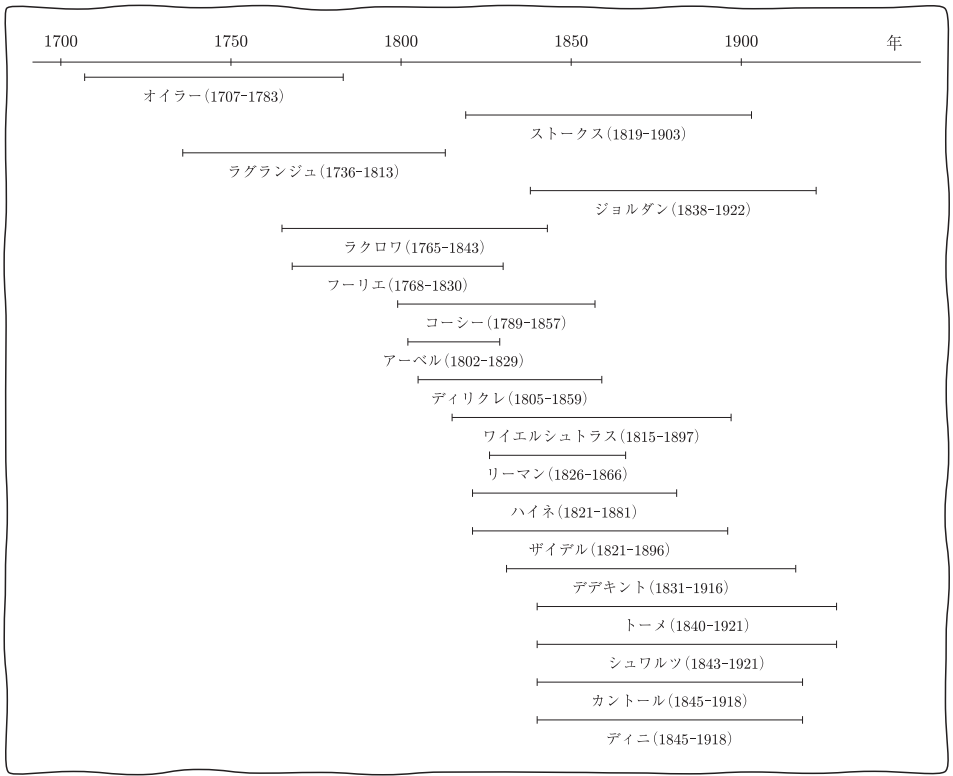 1700 1750 1800 1850 1900 年
オイラー(1707-1783)
ストークス(1819-1903)
ラグランジュ(1736-1813)
ジョルダン(1838-1922)
ラクロワ(1765-1843)
フーリエ(1768-1830)
コーシー(1789-1857)
アーベル(1802-1829)
ディリクレ(1805-1859)
ワイエルシュトラス(1815-1897)
リーマン(1826-1866)
ハイネ(1821-1881)
ザイデル(1821-1896)
デデキント(1831-1916)
トーメ(1840-1921)
シュワルツ(1843-1921)
カントール(1845-1918)
ディニ(1845-1918)